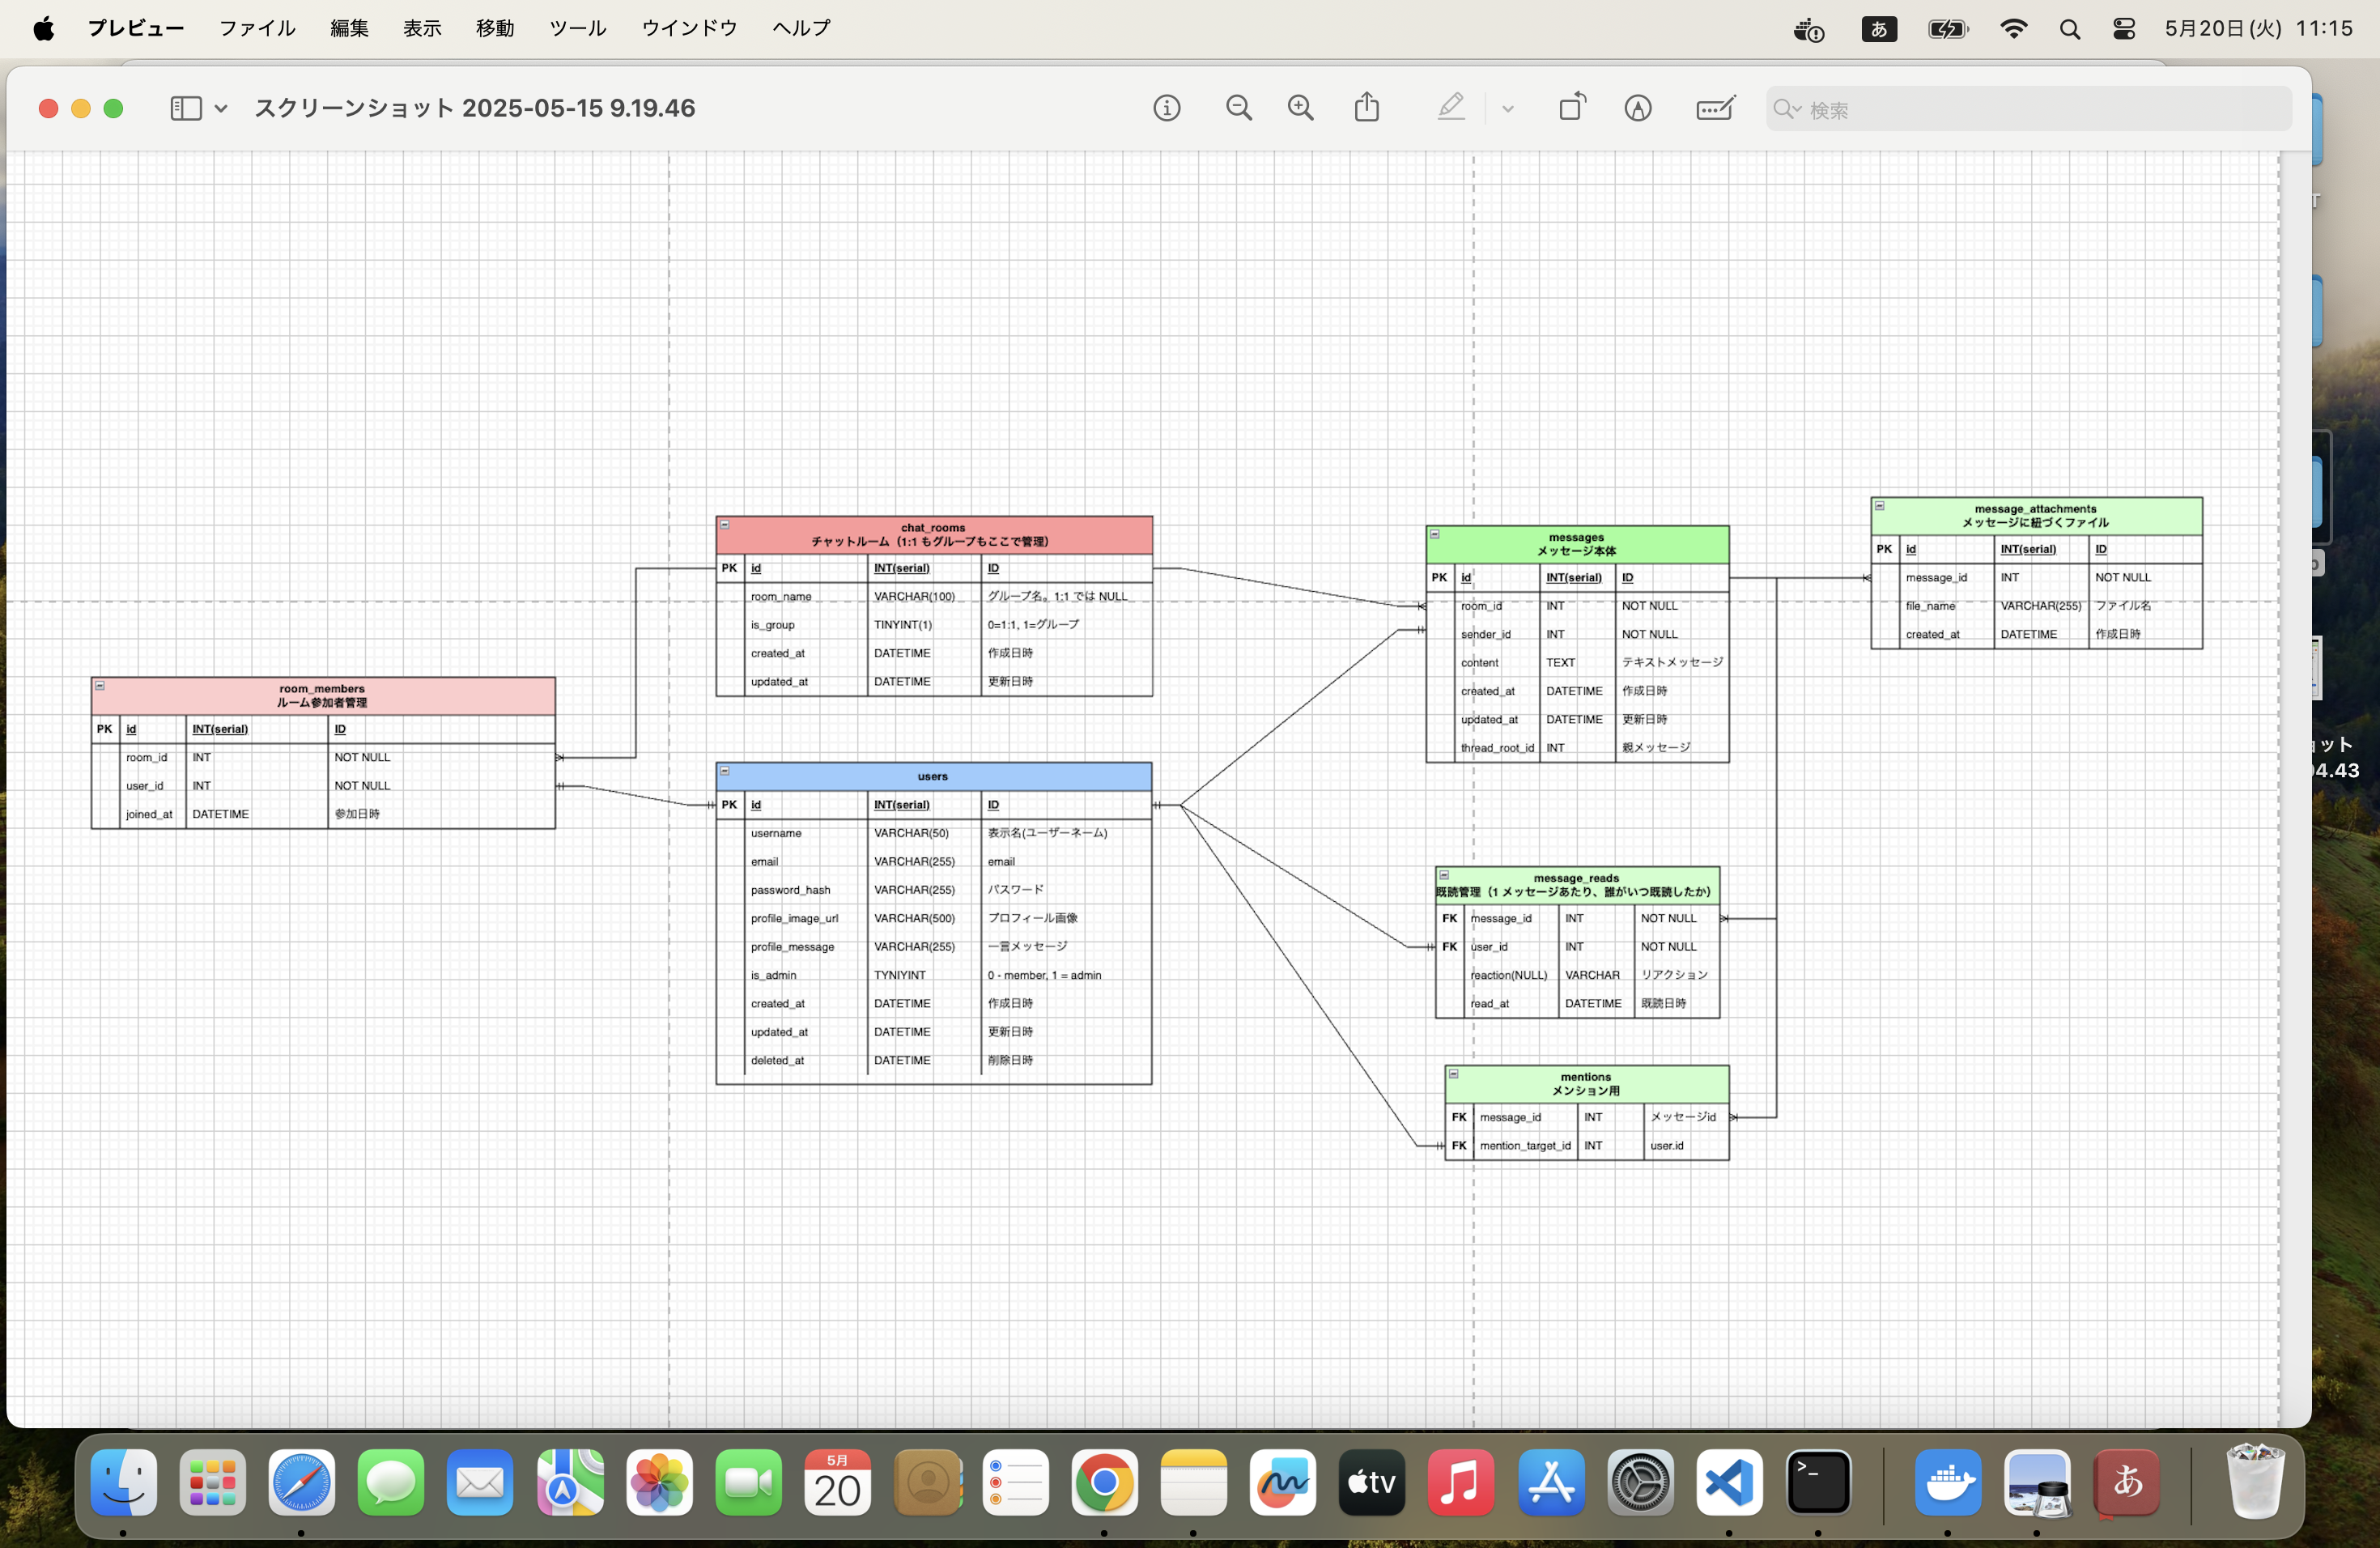 プレビュー ファイル 編集 表示 移動 ツール ウインドウ ヘルプ あ 5月20日(火) 11:15
スクリーンショット 2025-05-15 9.19.46 検索
room_members
ルーム参加者管理
PK id INT(serial) ID
room_id INT NOT NULL
user_id INT NOT NULL
joined_at DATETIME 参加日時
chat_rooms
チャットルーム（1:1 もグループもここで管理）
PK id INT(serial) ID
room_name VARCHAR(100) グループ名。1:1 では NULL
is_group TINYINT(1) 0=1:1, 1=グループ
created_at DATETIME 作成日時
updated_at DATETIME 更新日時
users
PK id INT(serial) ID
username VARCHAR(50) 表示名(ユーザーネーム)
email VARCHAR(255) email
password_hash VARCHAR(255) パスワード
profile_image_url VARCHAR(500) プロフィール画像
profile_message VARCHAR(255) 一言メッセージ
is_admin TYNIYINT 0 - member, 1 = admin
created_at DATETIME 作成日時
updated_at DATETIME 更新日時
deleted_at DATETIME 削除日時
messages
メッセージ本体
PK id INT(serial) ID
room_id INT NOT NULL
sender_id INT NOT NULL
content TEXT テキストメッセージ
created_at DATETIME 作成日時
updated_at DATETIME 更新日時
thread_root_id INT 親メッセージ
message_reads
既読管理（1 メッセージあたり、誰がいつ既読したか）
FK message_id INT NOT NULL
FK user_id INT NOT NULL
reaction(NULL) VARCHAR リアクション
read_at DATETIME 既読日時
mentions
メンション用
FK message_id INT メッセージid
FK mention_target_id INT user.id
message_attachments
メッセージに紐づくファイル
PK id INT(serial) ID
message_id INT NOT NULL
file_name VARCHAR(255) ファイル名
created_at DATETIME 作成日時
ット
04.43
5月
20
tv
>_
あ